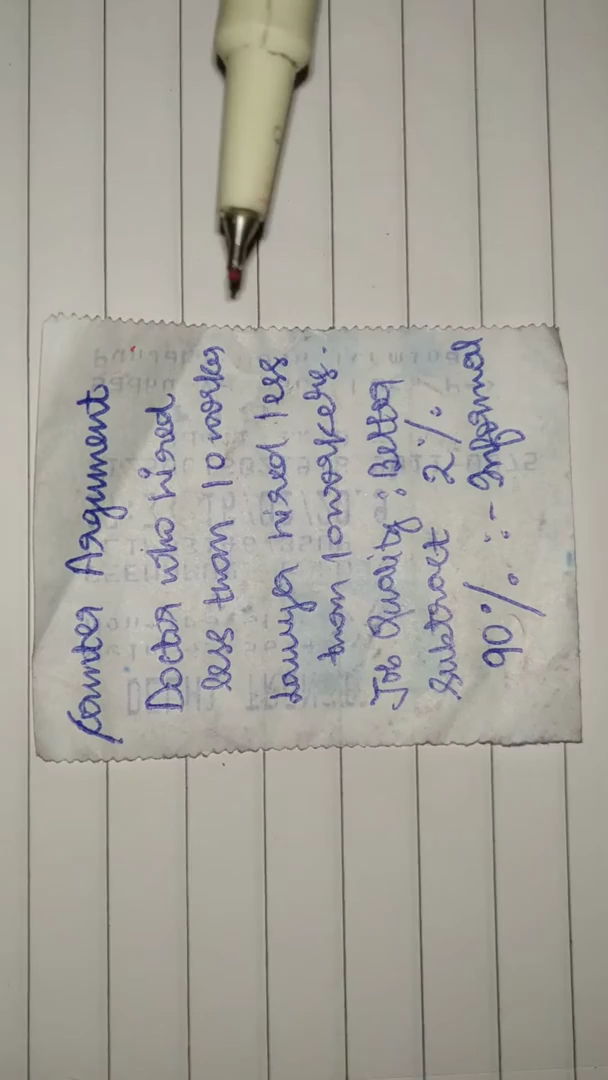 Counter Argument
Doctor who hired
less than 10 workers
Lawyer hired less
than 10 workers.
Job Quality : Better
Subtract 2%
90% :- Informal